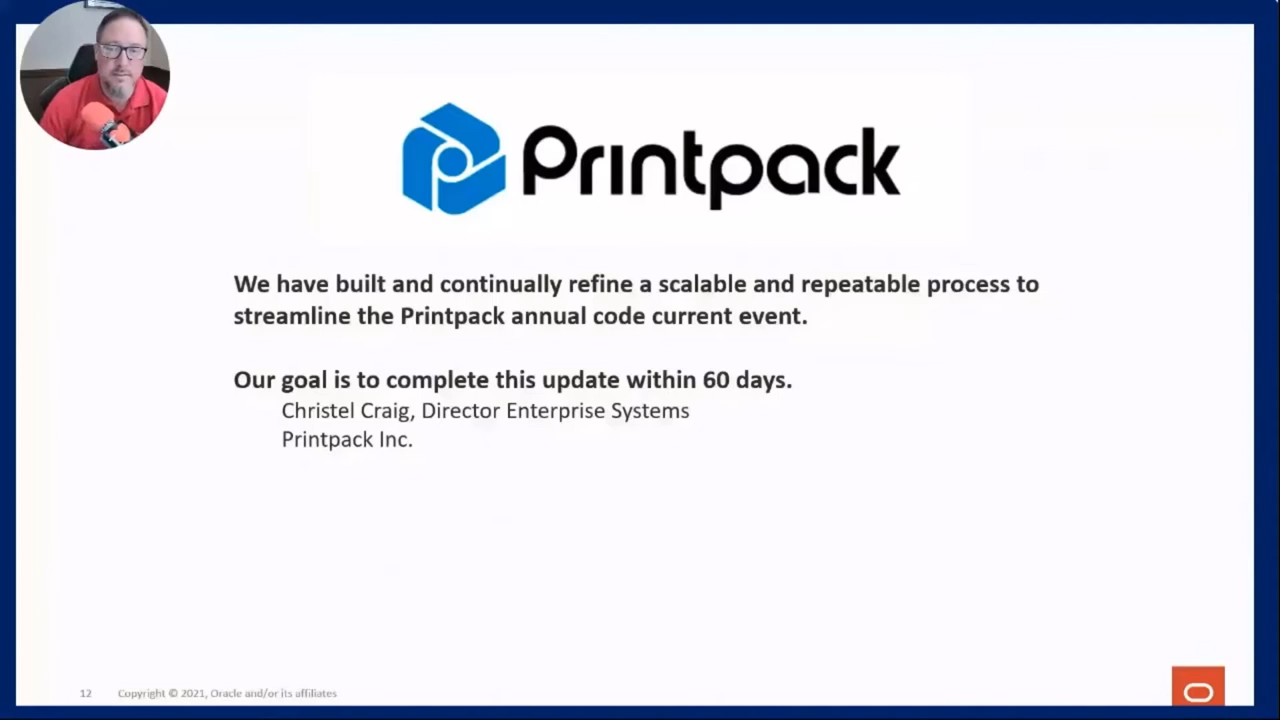 Printpack
We have built and continually refine a scalable and repeatable process to
streamline the Printpack annual code current event.
Our goal is to complete this update within 60 days.
Christel Craig, Director Enterprise Systems
Printpack Inc.
12 Copyright © 2021, Oracle and/or its affiliates